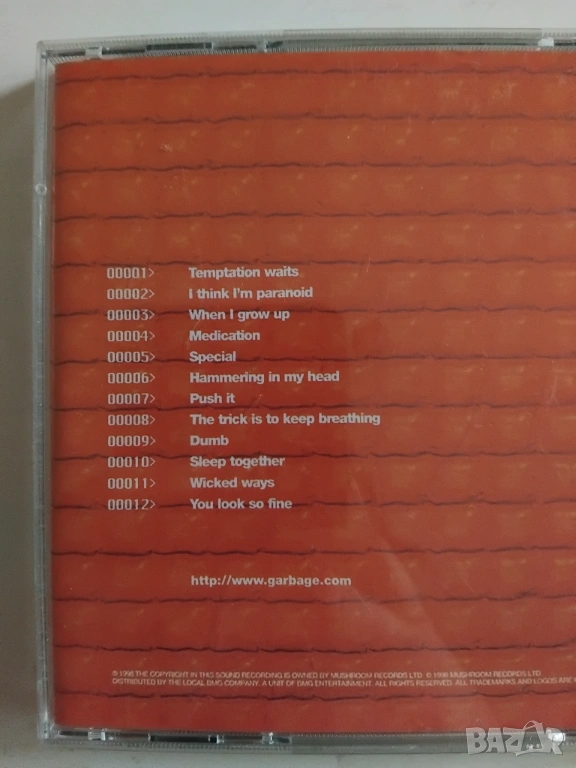 00001> Temptation waits
00002> I think I'm paranoid
00003> When I grow up
00004> Medication
00005> Special
00006> Hammering in my head
00007> Push it
00008> The trick is to keep breathing
00009> Dumb
00010> Sleep together
00011> Wicked ways
00012> You look so fine
http://www.garbage.com
℗ 1998 THE COPYRIGHT IN THIS SOUND RECORDING IS OWNED BY MUSHROOM RECORDS LTD. © 1998 MUSHROOM RECORDS LTD
DISTRIBUTED BY THE LOCAL BMG COMPANY. A UNIT OF BMG ENTERTAINMENT. ALL RIGHTS RESERVED. ALL TRADEMARKS AND LOGOS ARE
BAZAR